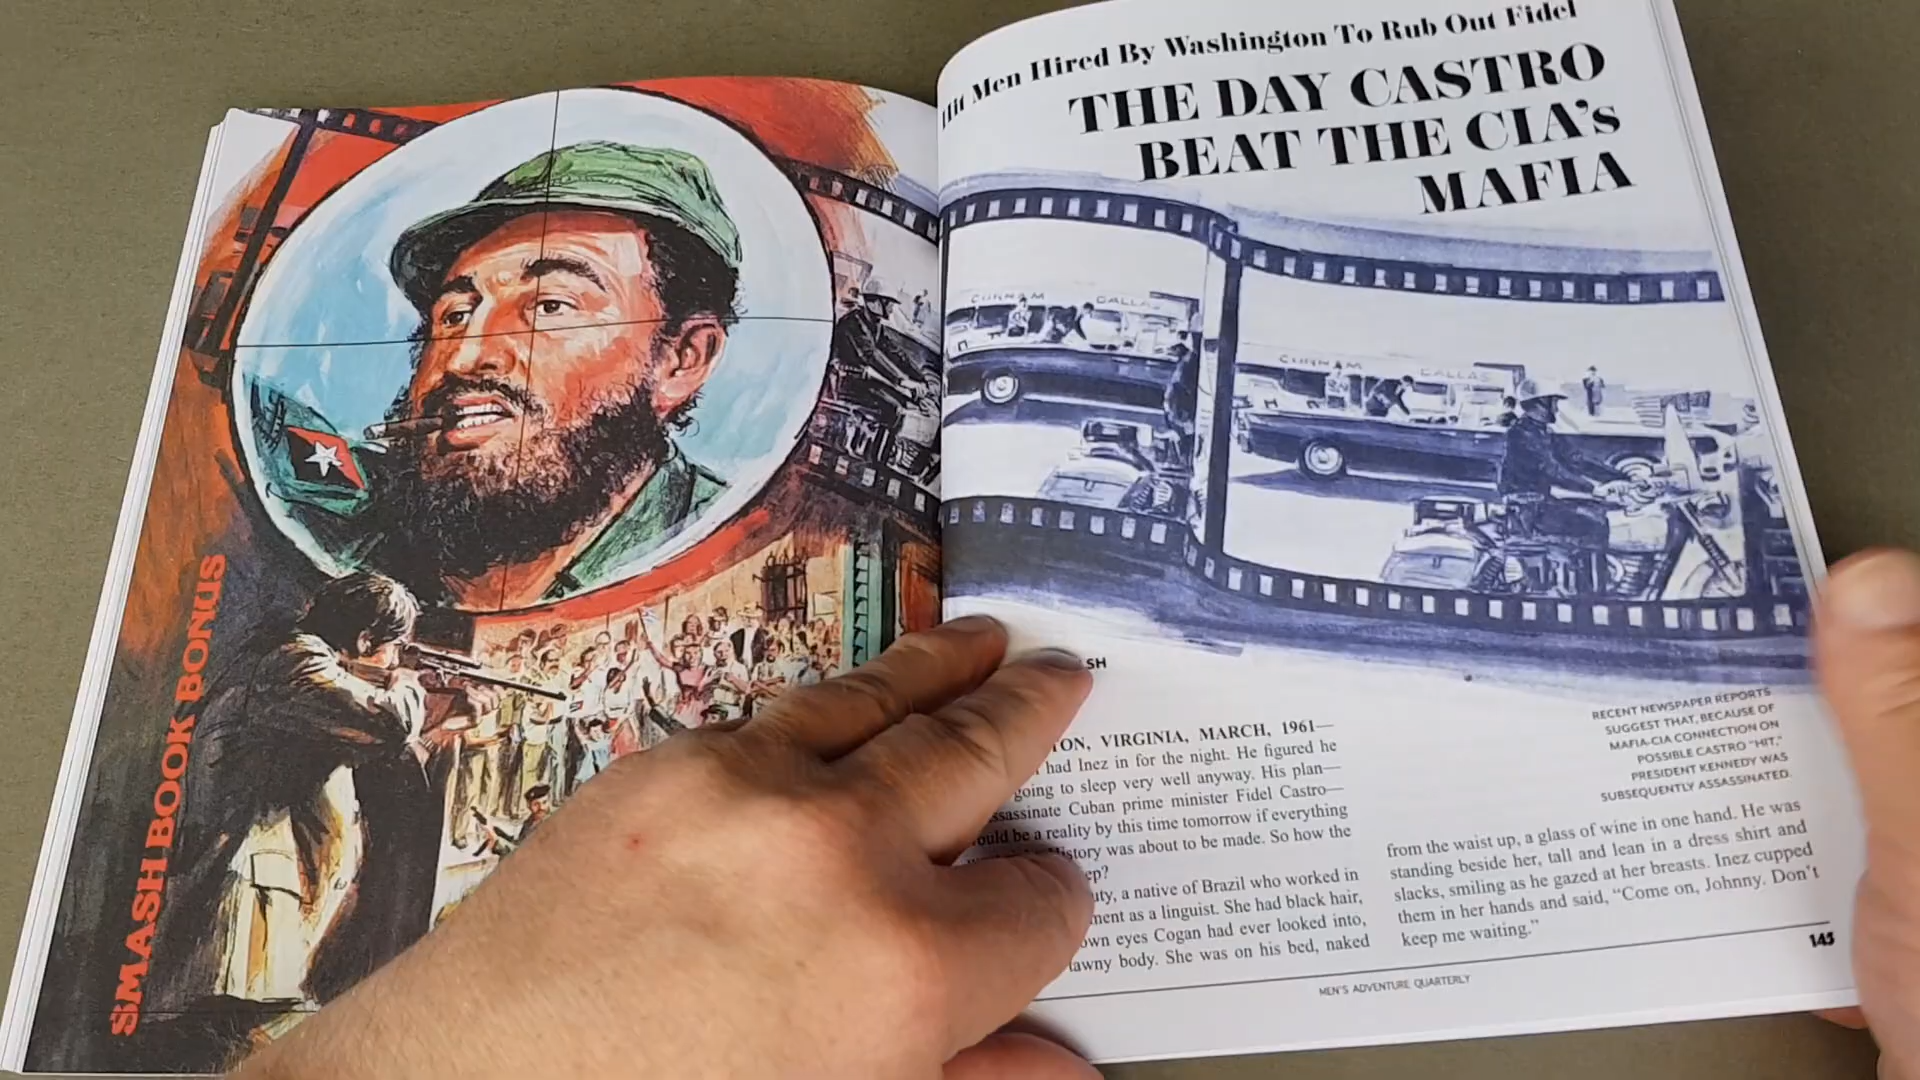 SMASH BOOK BONUS
Hit Men Hired By Washington To Rub Out Fidel
THE DAY CASTRO
BEAT THE CIA's
MAFIA
DALLAS
DALLAS
SH
RECENT NEWSPAPER REPORTS
SUGGEST THAT, BECAUSE OF
MAFIA-CIA CONNECTION ON
POSSIBLE CASTRO "HIT,"
PRESIDENT KENNEDY WAS
SUBSEQUENTLY ASSASSINATED.
TON, VIRGINIA, MARCH, 1961—
had Inez in for the night. He figured he
going to sleep very well anyway. His plan—
ssassinate Cuban prime minister Fidel Castro—
ould be a reality by this time tomorrow if everything
History was about to be made. So how the
ep?
uty, a native of Brazil who worked in
ment as a linguist. She had black hair,
own eyes Cogan had ever looked into,
tawny body. She was on his bed, naked
from the waist up, a glass of wine in one hand. He was
standing beside her, tall and lean in a dress shirt and
slacks, smiling as he gazed at her breasts. Inez cupped
them in her hands and said, “Come on, Johnny. Don't
keep me waiting.”
MEN'S ADVENTURE QUARTERLY
145